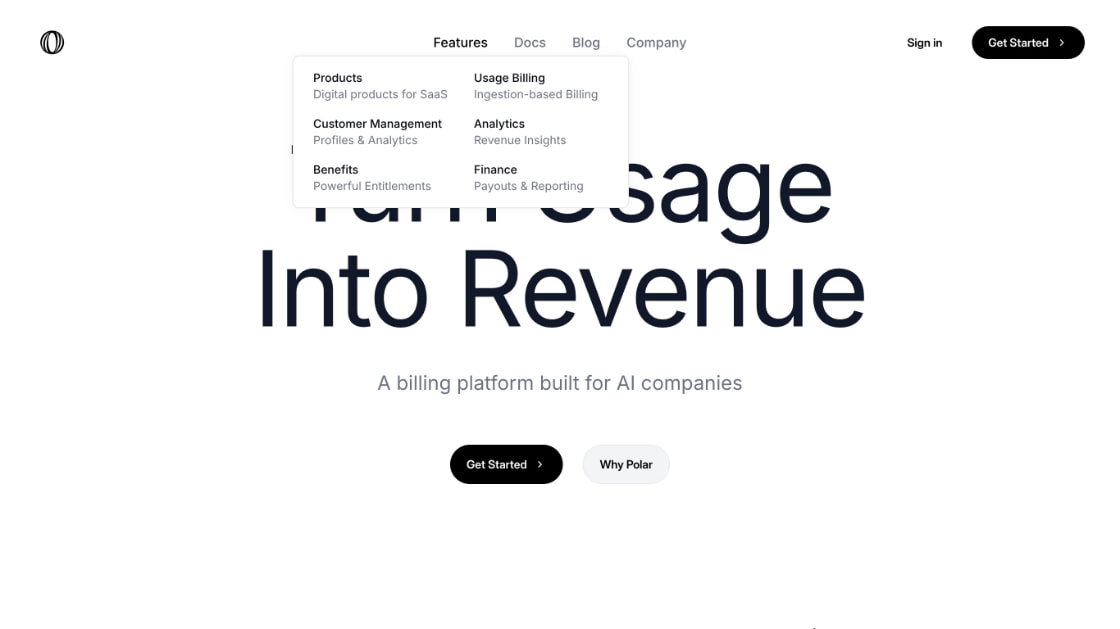 Features Docs Blog Company Sign in Get Started
Products
Digital products for SaaS
Customer Management
Profiles & Analytics
Benefits
Powerful Entitlements
Usage Billing
Ingestion-based Billing
Analytics
Revenue Insights
Finance
Payouts & Reporting
Turn Usage
Into Revenue
A billing platform built for AI companies
Get Started
Why Polar